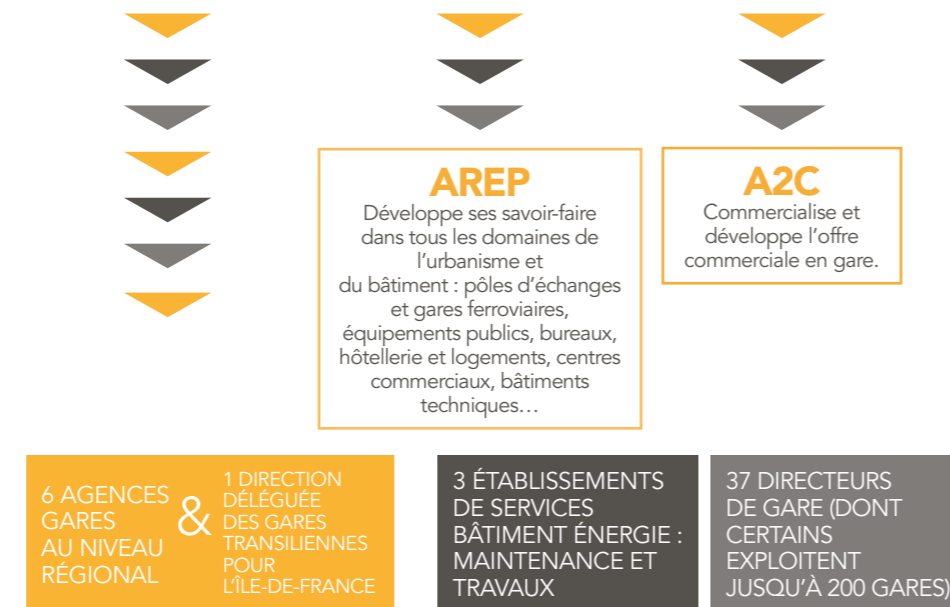 AREP
Développe ses savoir-faire
dans tous les domaines de
l’urbanisme et
du bâtiment : pôles d’échanges
et gares ferroviaires,
équipements publics, bureaux,
hôtellerie et logements, centres
commerciaux, bâtiments
techniques…
A2C
Commercialise et
développe l’offre
commerciale en gare.
6 AGENCES
GARES
AU NIVEAU
RÉGIONAL
&
1 DIRECTION
DÉLÉGUÉE
DES GARES
TRANSILIENNES
POUR
L’ÎLE-DE-FRANCE
3 ÉTABLISSEMENTS
DE SERVICES
BÂTIMENT ÉNERGIE :
MAINTENANCE ET
TRAVAUX
37 DIRECTEURS
DE GARE (DONT
CERTAINS
EXPLOITENT
JUSQU’À 200 GARES)